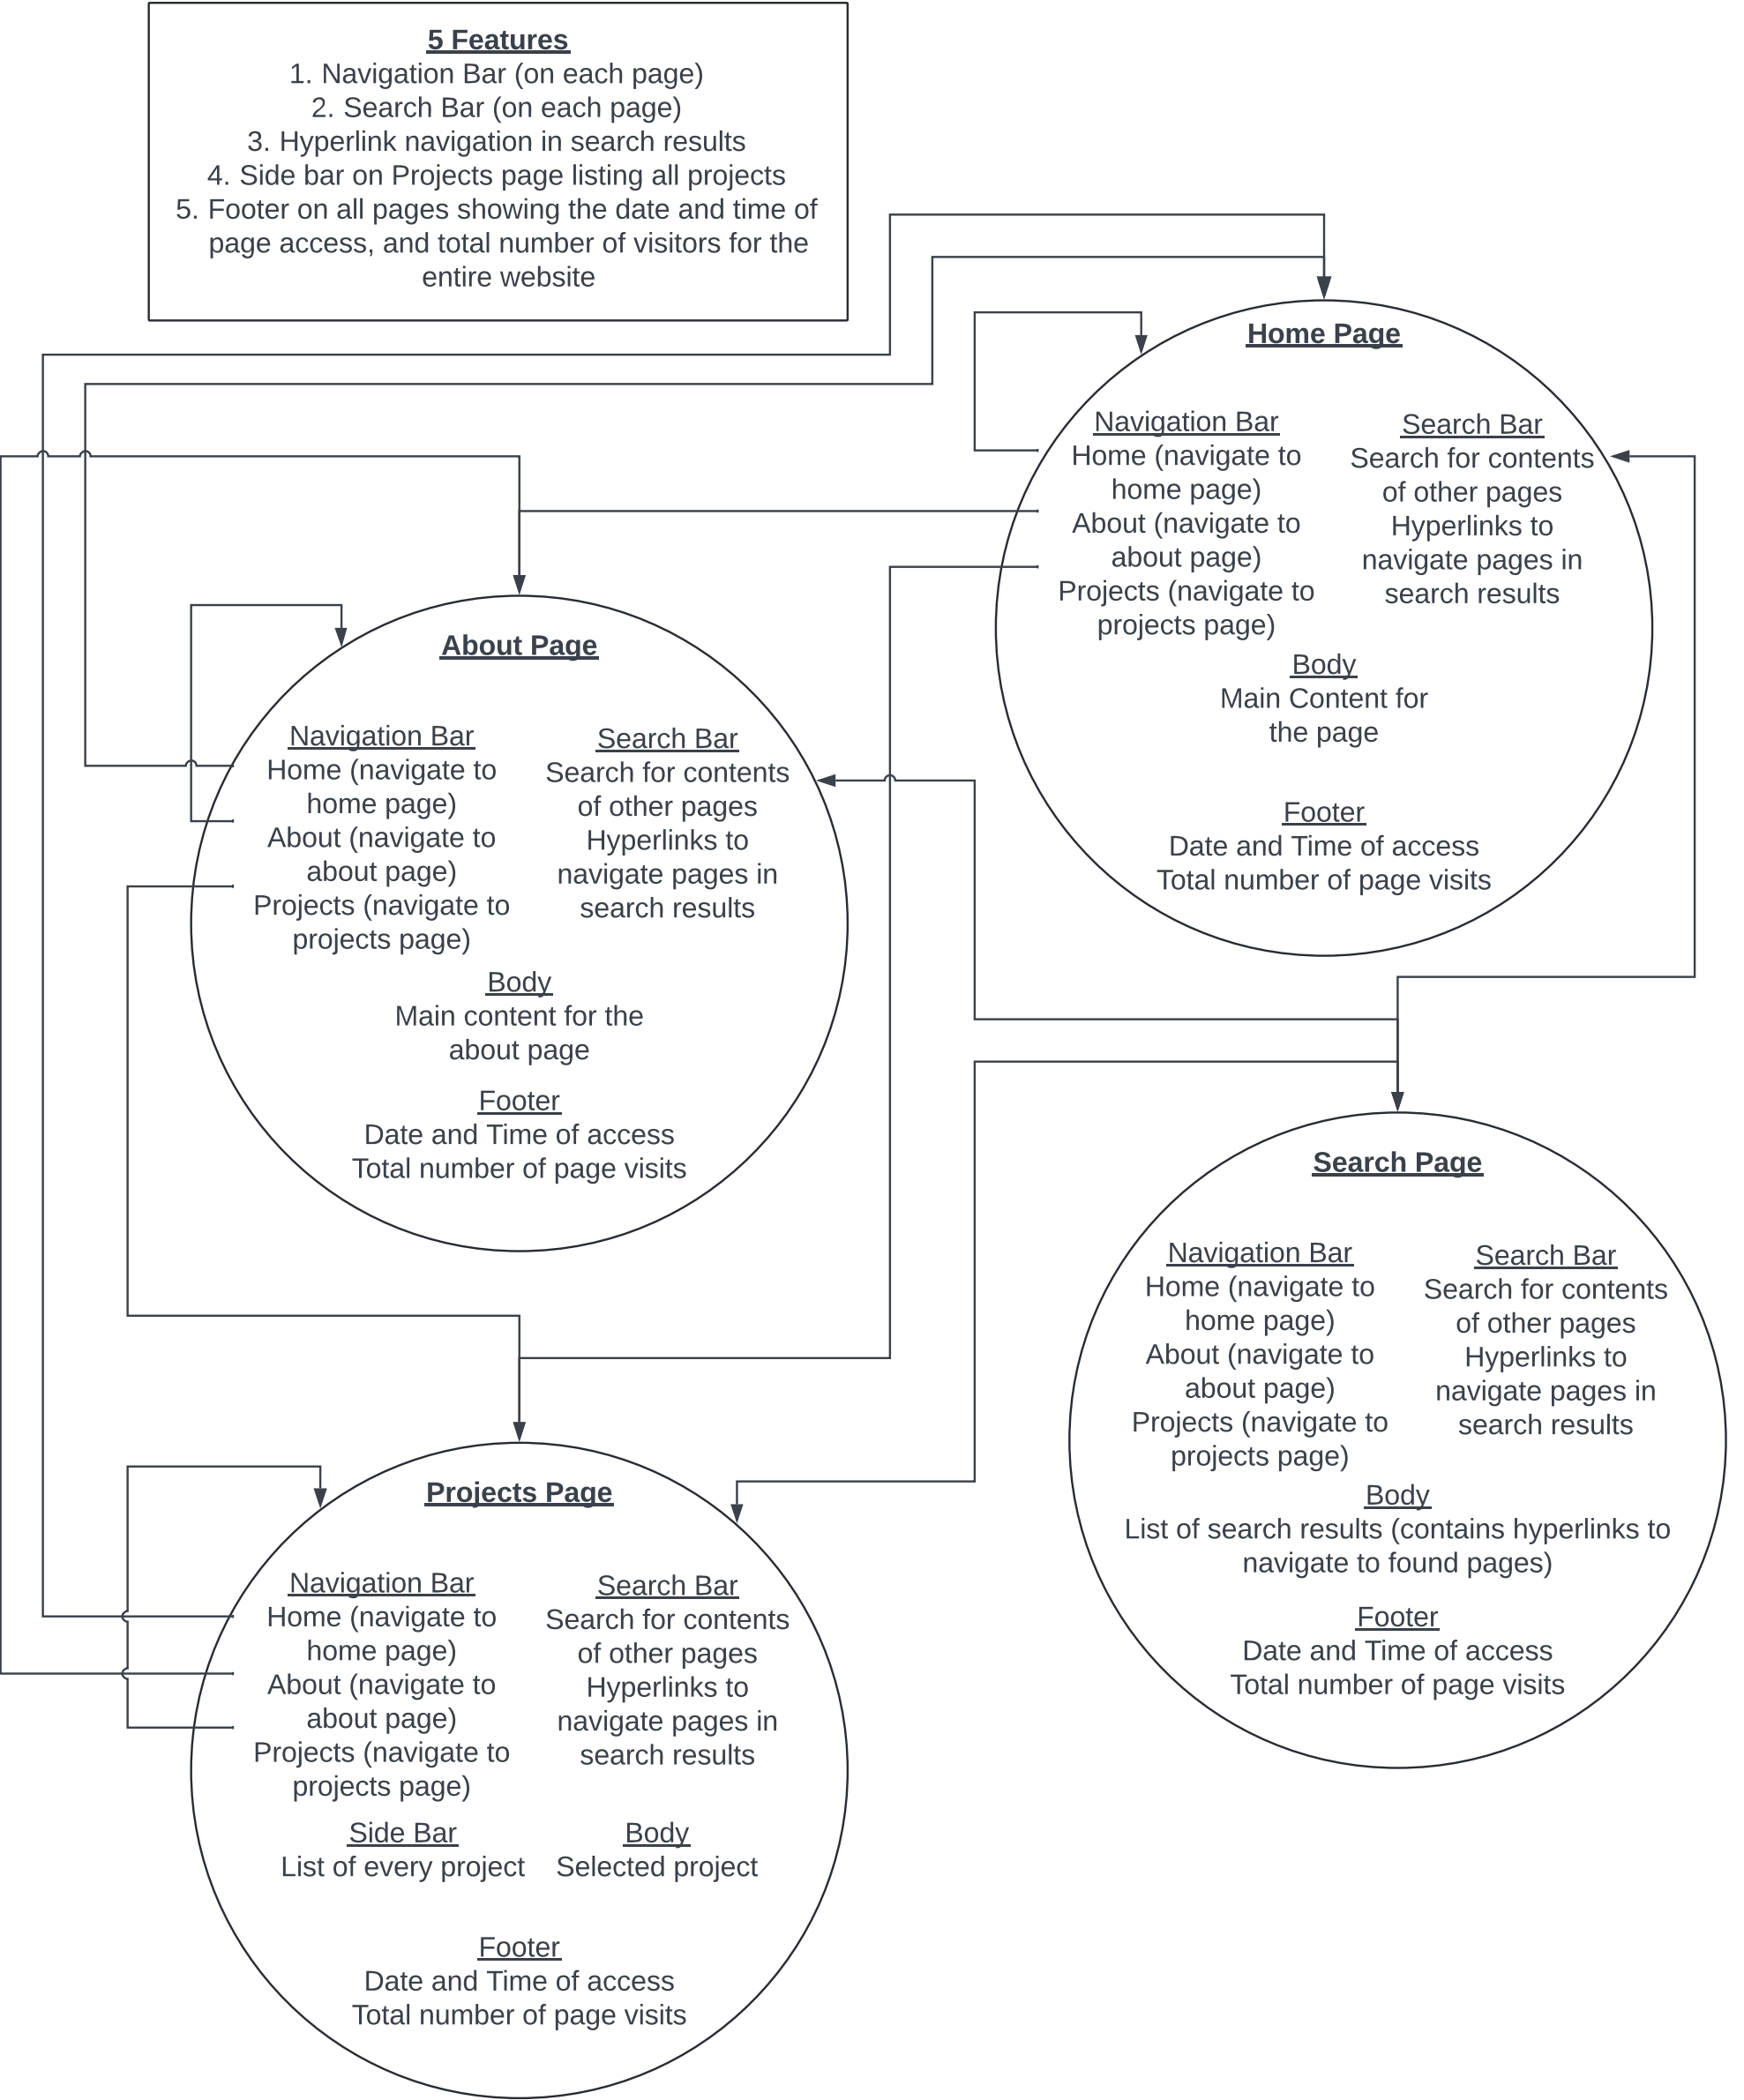 5 Features
1. Navigation Bar (on each page)
2. Search Bar (on each page)
3. Hyperlink navigation in search results
4. Side bar on Projects page listing all projects
5. Footer on all pages showing the date and time of
page access, and total number of visitors for the
entire website
Home Page
Navigation Bar
Home (navigate to
home page)
About (navigate to
about page)
Projects (navigate to
projects page)
Search Bar
Search for contents
of other pages
Hyperlinks to
navigate pages in
search results
Body
Main Content for
the page
Footer
Date and Time of access
Total number of page visits
About Page
Navigation Bar
Home (navigate to
home page)
About (navigate to
about page)
Projects (navigate to
projects page)
Search Bar
Search for contents
of other pages
Hyperlinks to
navigate pages in
search results
Body
Main content for the
about page
Footer
Date and Time of access
Total number of page visits
Search Page
Navigation Bar
Home (navigate to
home page)
About (navigate to
about page)
Projects (navigate to
projects page)
Search Bar
Search for contents
of other pages
Hyperlinks to
navigate pages in
search results
Body
List of search results (contains hyperlinks to
navigate to found pages)
Footer
Date and Time of access
Total number of page visits
Projects Page
Navigation Bar
Home (navigate to
home page)
About (navigate to
about page)
Projects (navigate to
projects page)
Search Bar
Search for contents
of other pages
Hyperlinks to
navigate pages in
search results
Side Bar
List of every project
Body
Selected project
Footer
Date and Time of access
Total number of page visits